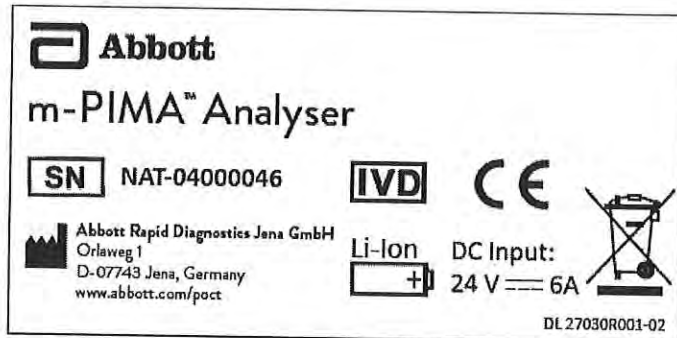 Abbott
m-PIMA™ Analyser
SN NAT-04000046
IVD CE
Abbott Rapid Diagnostics Jena GmbH
Orlaweg 1
D-07743 Jena, Germany
www.abbott.com/poct
Li-Ion
+
DC Input:
24 V ⎓ 6A
DL 27030R001-02